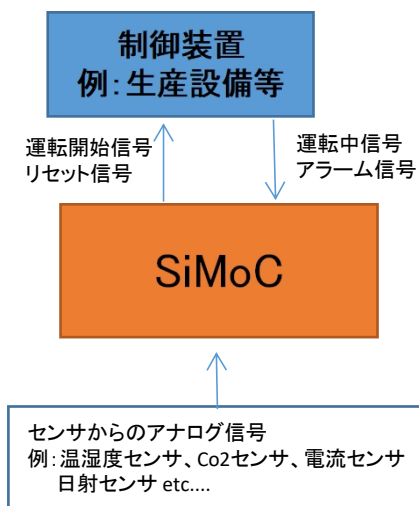 制御装置
例：生産設備等
運転開始信号
リセット信号
運転中信号
アラーム信号
SiMoC
センサからのアナログ信号
例：温湿度センサ、Co2センサ、電流センサ
日射センサ etc....